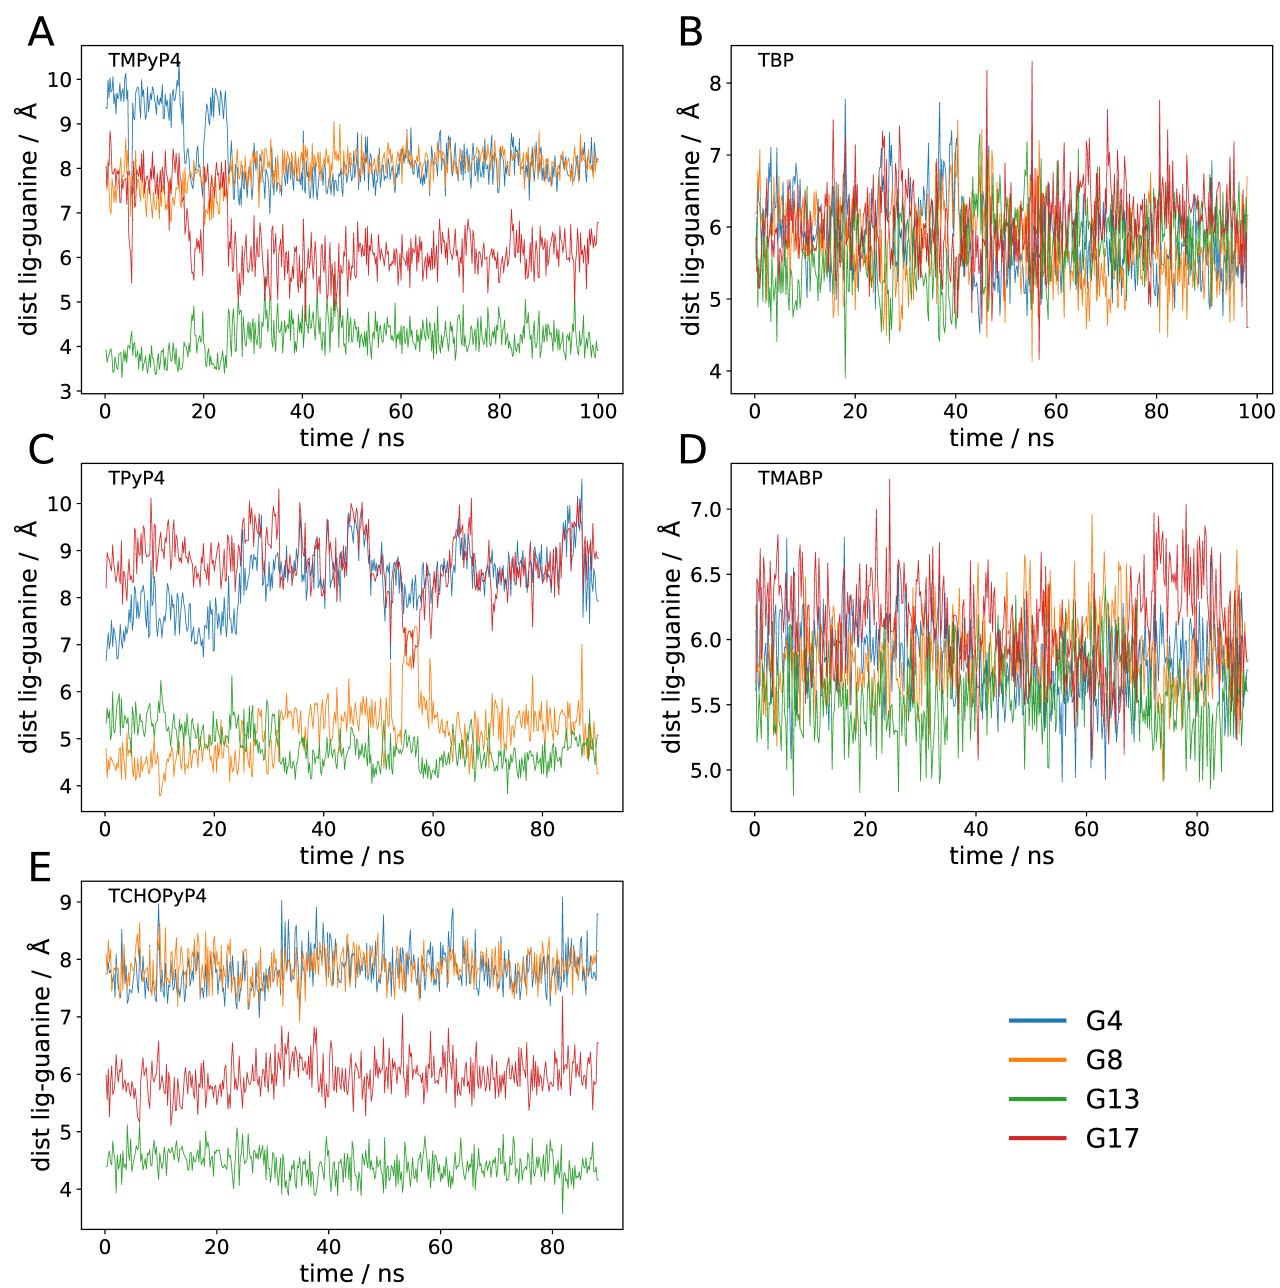 A
TMPyP4
dist lig-guanine / Å
10
9
8
7
6
5
4
3
0 20 40 60 80 100
time / ns
B
TBP
dist lig-guanine / Å
8
7
6
5
4
0 20 40 60 80 100
time / ns
C
TPyP4
dist lig-guanine / Å
10
9
8
7
6
5
4
0 20 40 60 80
time / ns
D
TMABP
dist lig-guanine / Å
7.0
6.5
6.0
5.5
5.0
0 20 40 60 80
time / ns
E
TCHOPyP4
dist lig-guanine / Å
9
8
7
6
5
4
0 20 40 60 80
time / ns
G4
G8
G13
G17